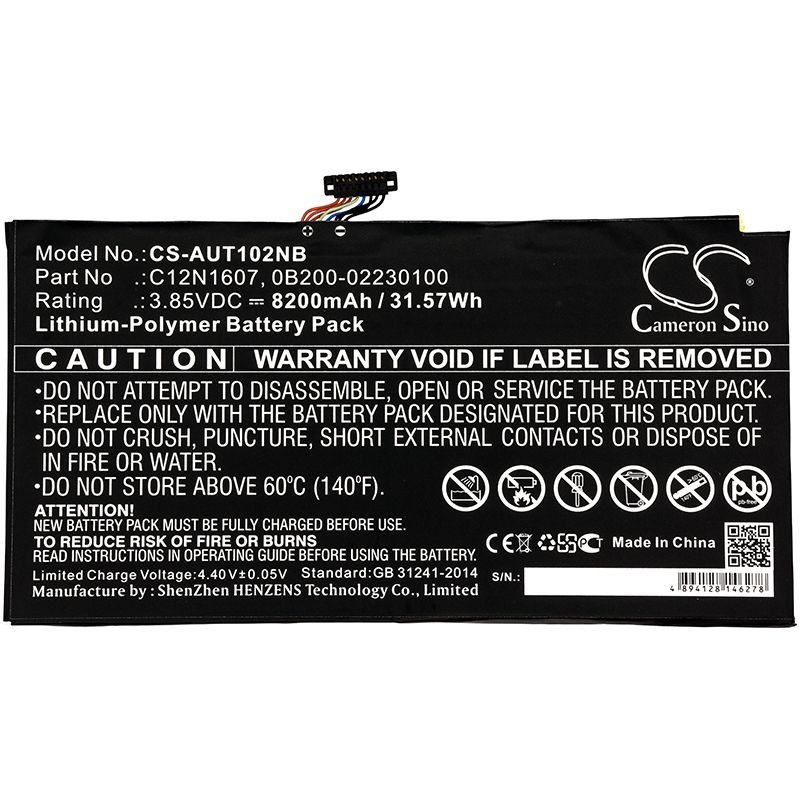 Model No.: CS-AUT102NB
Part No .: C12N1607, 0B200-02230100
Rating .: 3.85VDC ⎓ 8200mAh / 31.57Wh
Lithium-Polymer Battery Pack
CS
Cameron Sino
CAUTION WARRANTY VOID IF LABEL IS REMOVED
•DO NOT ATTEMPT TO DISASSEMBLE, OPEN OR SERVICE THE BATTERY PACK.
•REPLACE ONLY WITH THE BATTERY PACK DESIGNATED FOR THIS PRODUCT.
•DO NOT CRUSH, PUNCTURE, SHORT EXTERNAL CONTACTS OR DISPOSE OF
IN FIRE OR WATER.
•DO NOT STORE ABOVE 60°C (140°F).
ATTENTION!
NEW BATTERY PACK MUST BE FULLY CHARGED BEFORE USE
TO REDUCE RISK OF FIRE OR BURNS
READ INSTRUCTIONS IN OPERATING GUIDE BEFORE USING BATTERY.
Limited Charge Voltage:4.40V±0.05V Standard:GB 31241-2014
Manufacture by : ShenZhen HENZENS Technology Co., Limited
pb
pb-free
CE Made In China
S/N.:
4 894128 146278